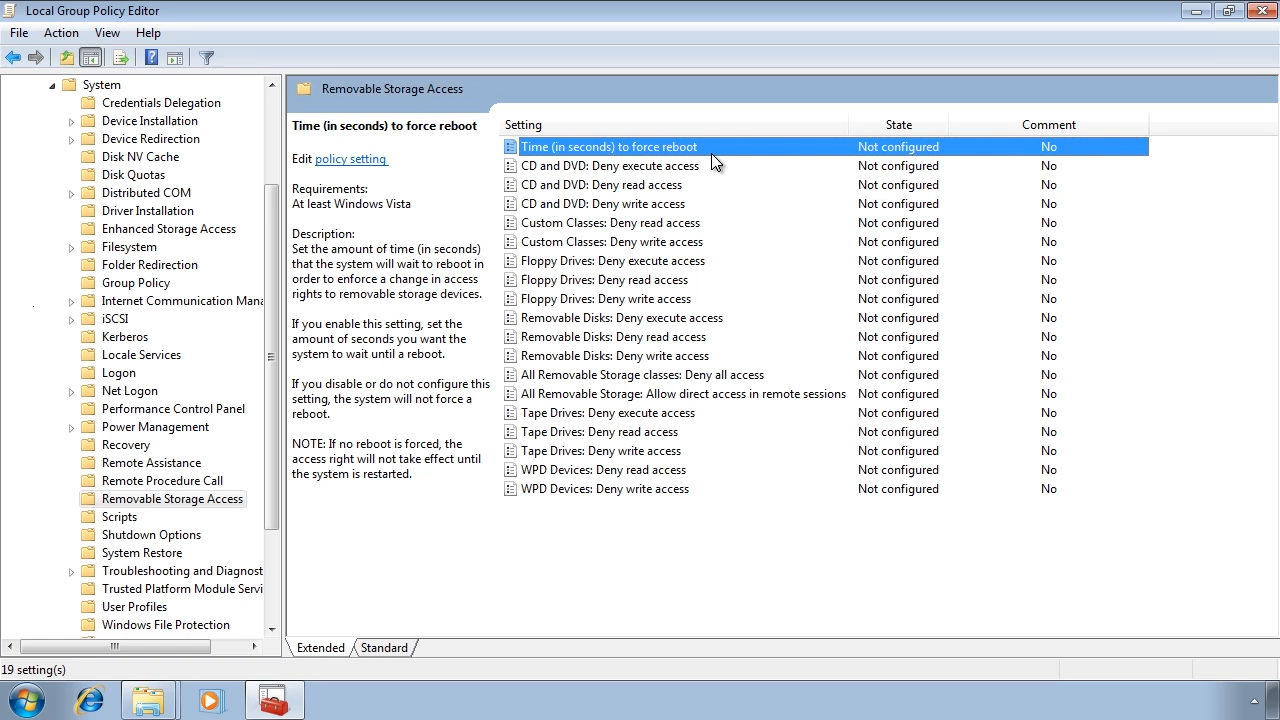 Local Group Policy Editor
File Action View Help
System
Credentials Delegation
Device Installation
Device Redirection
Disk NV Cache
Disk Quotas
Distributed COM
Driver Installation
Enhanced Storage Access
Filesystem
Folder Redirection
Group Policy
Internet Communication Mana
iSCSI
Kerberos
Locale Services
Logon
Net Logon
Performance Control Panel
Power Management
Recovery
Remote Assistance
Remote Procedure Call
Removable Storage Access
Scripts
Shutdown Options
System Restore
Troubleshooting and Diagnost
Trusted Platform Module Servi
User Profiles
Windows File Protection
Removable Storage Access
Time (in seconds) to force reboot
Edit policy setting
Requirements:
At least Windows Vista
Description:
Set the amount of time (in seconds)
that the system will wait to reboot in
order to enforce a change in access
rights to removable storage devices.
If you enable this setting, set the
amount of seconds you want the
system to wait until a reboot.
If you disable or do not configure this
setting, the system will not force a
reboot.
NOTE: If no reboot is forced, the
access right will not take effect until
the system is restarted.
Setting State Comment
Time (in seconds) to force reboot Not configured No
CD and DVD: Deny execute access Not configured No
CD and DVD: Deny read access Not configured No
CD and DVD: Deny write access Not configured No
Custom Classes: Deny read access Not configured No
Custom Classes: Deny write access Not configured No
Floppy Drives: Deny execute access Not configured No
Floppy Drives: Deny read access Not configured No
Floppy Drives: Deny write access Not configured No
Removable Disks: Deny execute access Not configured No
Removable Disks: Deny read access Not configured No
Removable Disks: Deny write access Not configured No
All Removable Storage classes: Deny all access Not configured No
All Removable Storage: Allow direct access in remote sessions Not configured No
Tape Drives: Deny execute access Not configured No
Tape Drives: Deny read access Not configured No
Tape Drives: Deny write access Not configured No
WPD Devices: Deny read access Not configured No
WPD Devices: Deny write access Not configured No
Extended Standard
19 setting(s)